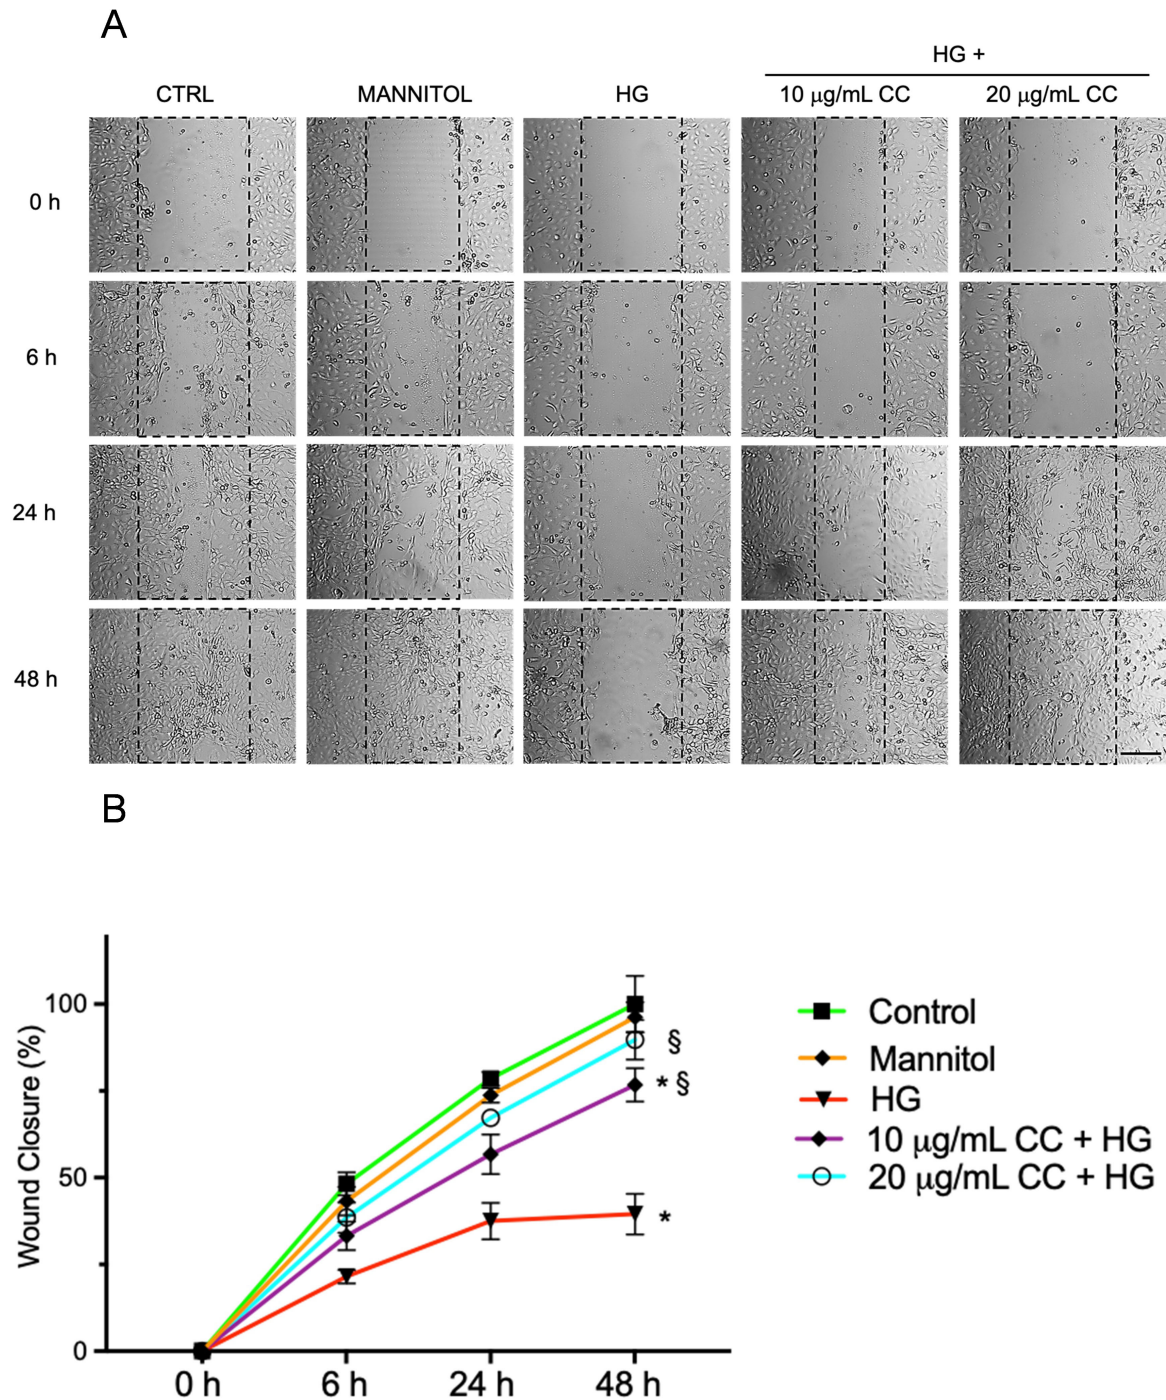 A
HG +
CTRL MANNITOL HG 10 μg/mL CC 20 μg/mL CC
0 h
6 h
24 h
48 h
B
Wound Closure (%)
100
50
0
0 h 6 h 24 h 48 h
§
* §
*
Control
Mannitol
HG
10 μg/mL CC + HG
20 μg/mL CC + HG